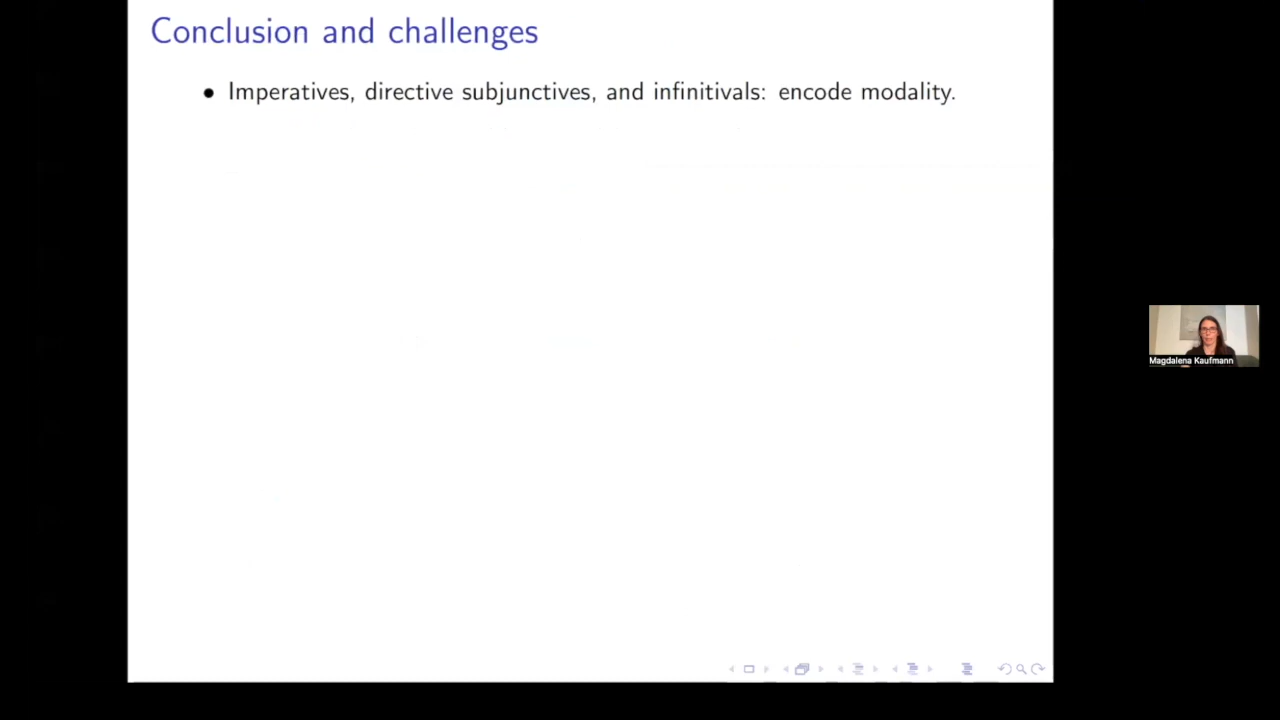 Conclusion and challenges
• Imperatives, directive subjunctives, and infinitivals: encode modality.
Magdalena Kaufmann